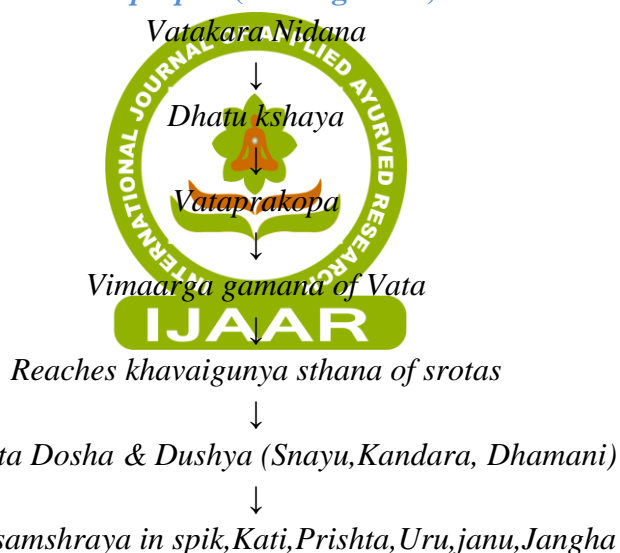 Vatakara Nidana
↓
Dhatu kshaya
↓
Vataprakopa
↓
Vimaarga gamana of Vata
↓
Reaches khavaigunya sthana of srotas
↓
ta Dosha & Dushya (Snayu,Kandara, Dhamani)
↓
samshraya in spik,Kati,Prishta,Uru,janu,Jangha
INTERNATIONAL JOURNAL OF APPLIED AYURVED RESEARCH
IJAAR